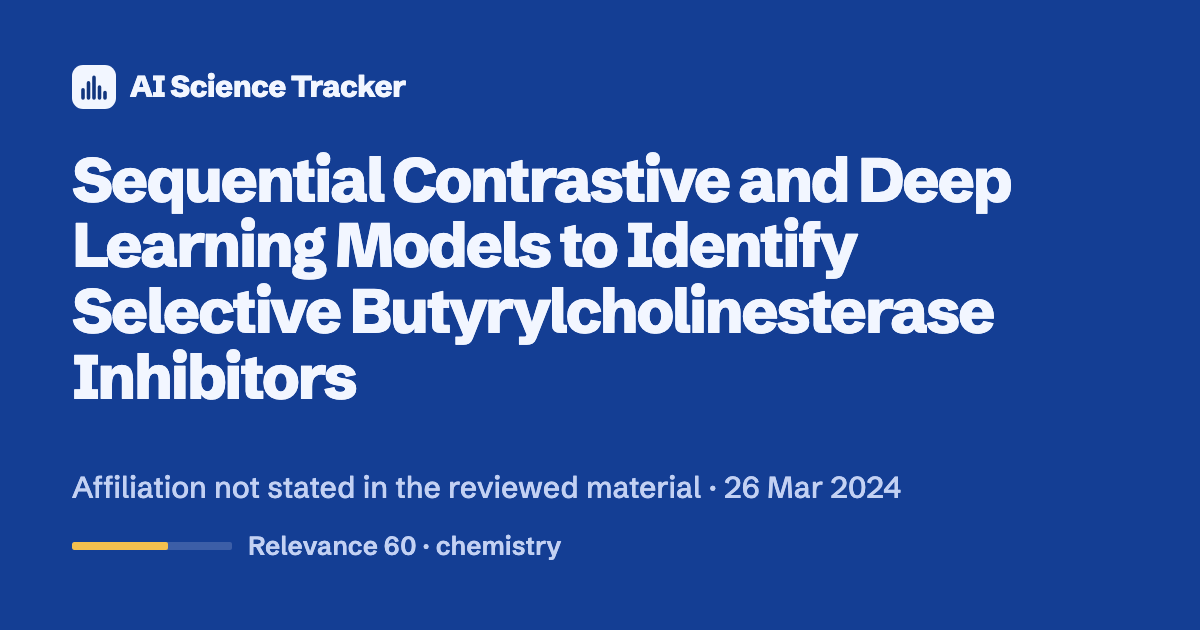 AI Science Tracker
Sequential Contrastive and Deep
Learning Models to Identify
Selective Butyrylcholinesterase
Inhibitors
Affiliation not stated in the reviewed material · 26 Mar 2024
Relevance 60 · chemistry